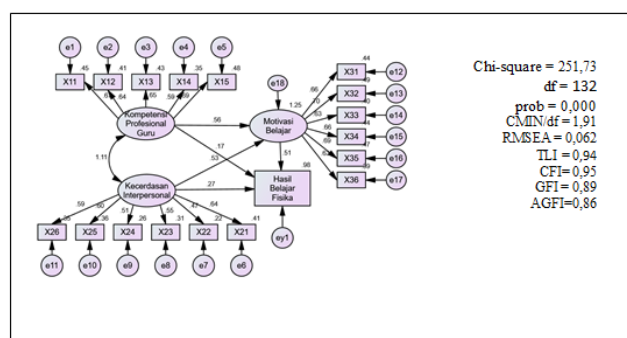 e1 e2 e3 e4 e5
.45 .41 .43 .35 .48
X11 X12 X13 X14 X15
.64 .65 .59 .69
Kompetensi
Profesional
Guru
e18
1.25
Motivasi
Belajar
.44
X31 e12
X32 e13
X33 e14
.44
X34 e15
X35 e16
X36 e17
.66 .70 .63 .66 .69
.56
.17
.53
.51
.27
1.11
.98
Hasil
Belajar
Fisika
ey1
Kecerdasan
Interpersonal
.59 .60 .51 .55 .47 .64
.36 .26 .31 .22 .41
X26 X25 X24 X23 X22 X21
e11 e10 e9 e8 e7 e6
Chi-square = 251,73
df = 132
prob = 0,000
CMIN/df = 1,91
RMSEA = 0,062
TLI = 0,94
CFI = 0,95
GFI = 0,89
AGFI=0,86